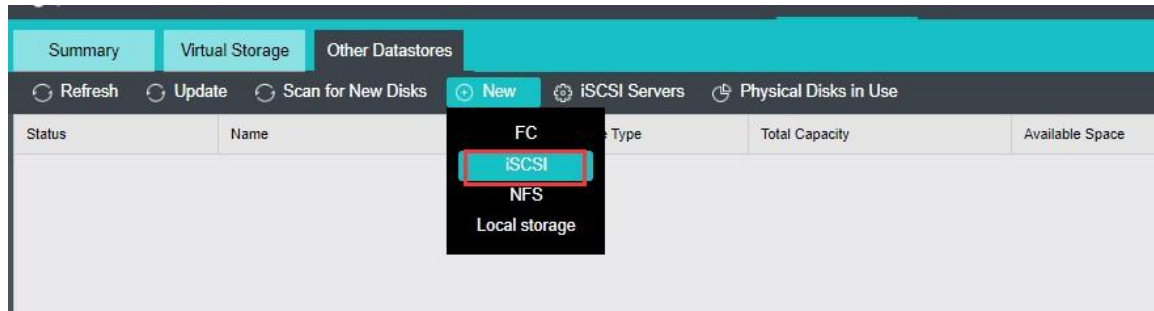 Summary Virtual Storage Other Datastores
Refresh Update Scan for New Disks New iSCSI Servers Physical Disks in Use
Status Name Type Total Capacity Available Space
FC
iSCSI
NFS
Local storage